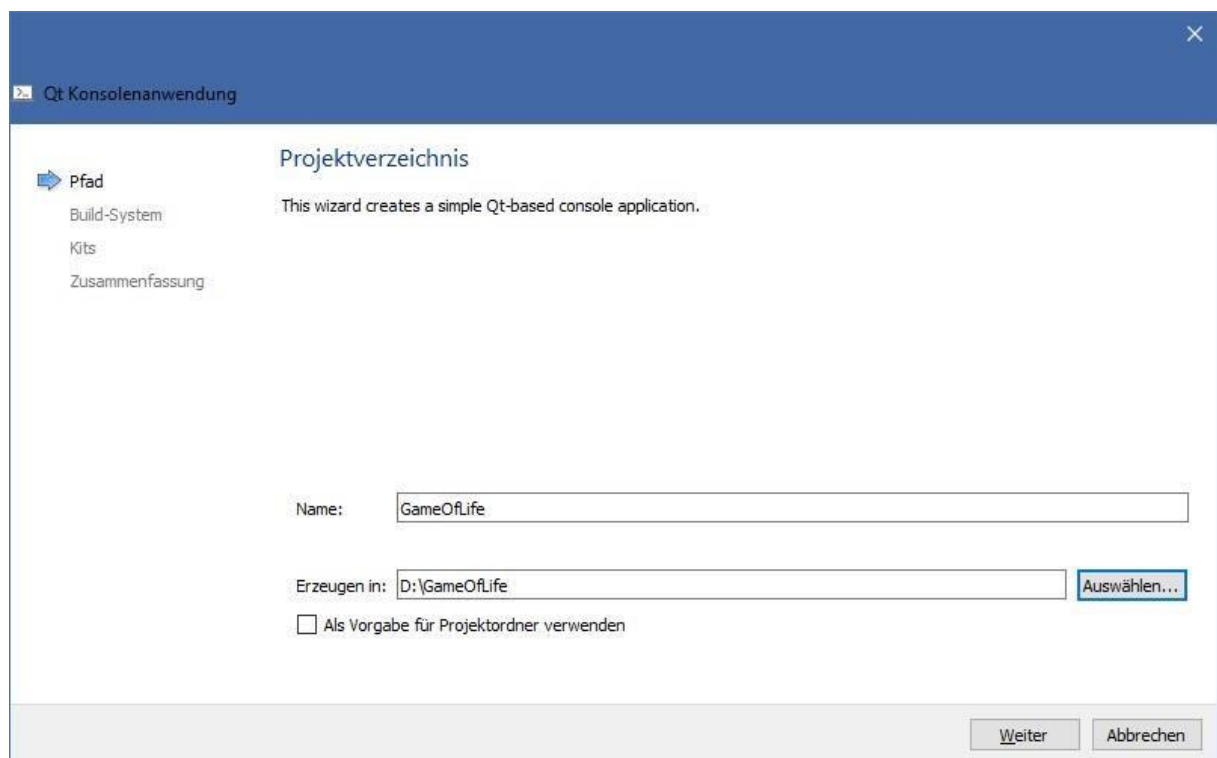 Qt Konsolenanwendung
Pfad
Build-System
Kits
Zusammenfassung
Projektverzeichnis
This wizard creates a simple Qt-based console application.
Name: GameOfLife
Erzeugen in: D:\GameOfLife Auswählen...
Als Vorgabe für Projektordner verwenden
Weiter Abbrechen